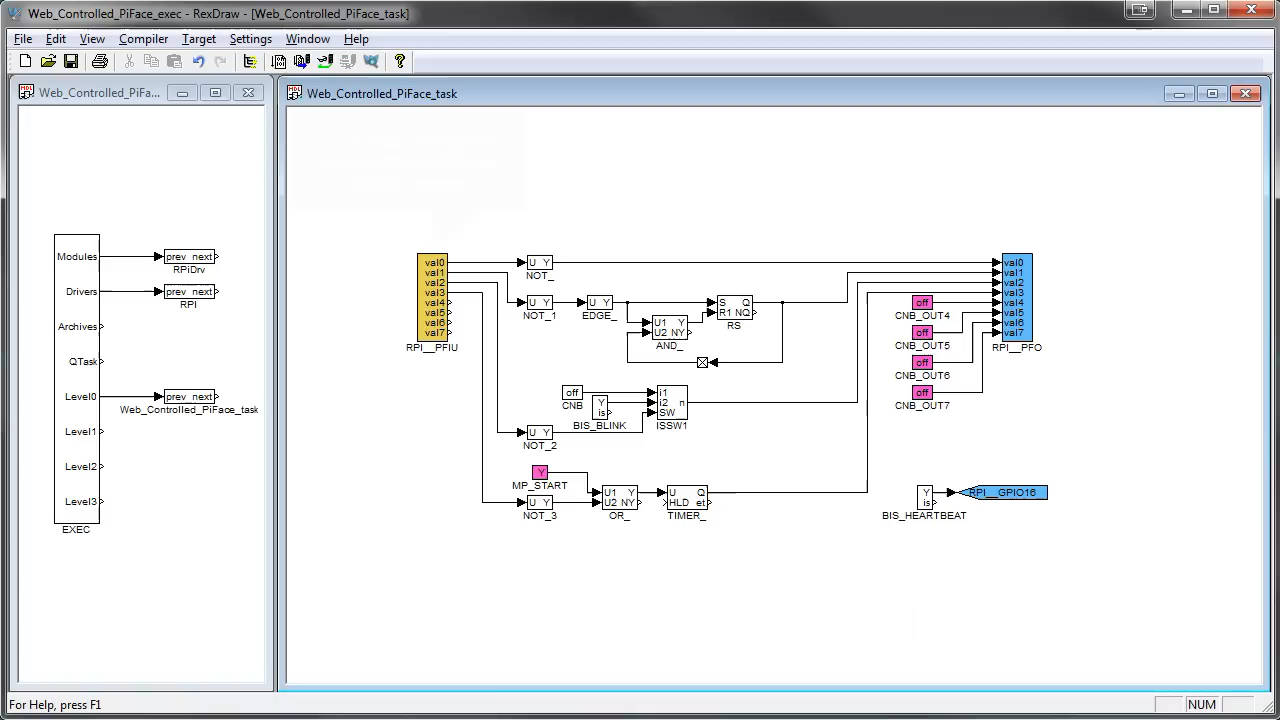 Web_Controlled_PiFace_exec - RexDraw - [Web_Controlled_PiFace_task]
File Edit View Compiler Target Settings Window Help
Web_Controlled_PiFa...
Modules
prev next
RPiDrv
Drivers
prev next
RPI
Archives
QTask
Level0
prev next
Web_Controlled_PiFace_task
Level1
Level2
Level3
EXEC
Web_Controlled_PiFace_task
val0
val1
val2
val3
val4
val5
val6
val7
RPI__PFIU
U Y
NOT_
U Y
NOT_1
U Y
EDGE_
U1 Y
U2 NY
AND_
S Q
R1 NQ
RS
off
CNB
Y
is
BIS_BLINK
i1
i2 n
SW
ISSW1
U Y
NOT_2
Y
MP_START
U Y
NOT_3
U1 Y
U2 NY
OR_
U Q
HLD et
TIMER_
off
CNB_OUT4
off
CNB_OUT5
off
CNB_OUT6
off
CNB_OUT7
val0
val1
val2
val3
val4
val5
val6
val7
RPI__PFO
Y
is
BIS_HEARTBEAT
RPI__GPIO16
For Help, press F1
NUM